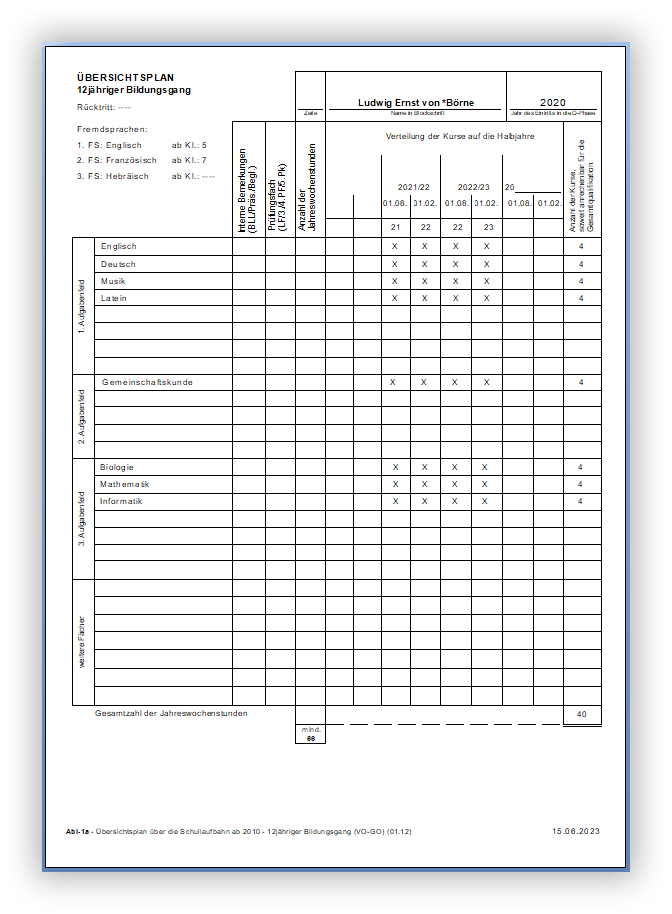 ÜBERSICHTSPLAN
12jähriger Bildungsgang
Rücktritt: ----
Fremdsprachen:
1. FS: Englisch ab Kl.: 5
2. FS: Französisch ab Kl.: 7
3. FS: Hebräisch ab Kl.: ----
Zeile
Ludwig Ernst von *Börne
Name in Blockschrift
2020
Jahr des Eintritts in die Q-Phase
Interne Bemerkungen
(BLL/Präs./Begl.)
Prüfungsfach
(LF/3./4.PF/5.PK)
Anzahl der
Jahreswochenstunden
Verteilung der Kurse auf die Halbjahre
Anzahl der Kurse,
soweit anrechenbar für die
Gesamtqualifikation
2021/22 2022/23 20______
01.08. 01.02. 01.08. 01.02. 01.08. 01.02.
21 22 22 23
1. Aufgabenfeld
Englisch X X X X 4
Deutsch X X X X 4
Musik X X X X 4
Latein X X X X 4
2. Aufgabenfeld
Gemeinschaftskunde X X X X 4
3. Aufgabenfeld
Biologie X X X X 4
Mathematik X X X X 4
Informatik X X X X 4
weitere Fächer
Gesamtzahl der Jahreswochenstunden 40
mind.
66
Abi-1a - Übersichtsplan über die Schullaufbahn ab 2010 - 12jähriger Bildungsgang (VO-GO) (01.12) 15.06.2023